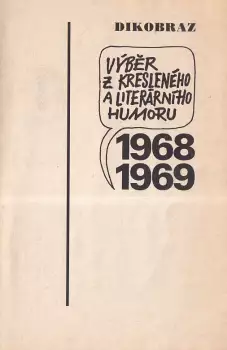 DIKOBRAZ
VÝBĚR
Z KRESLENÉHO
A LITERÁRNÍHO
HUMORU
1968
1969